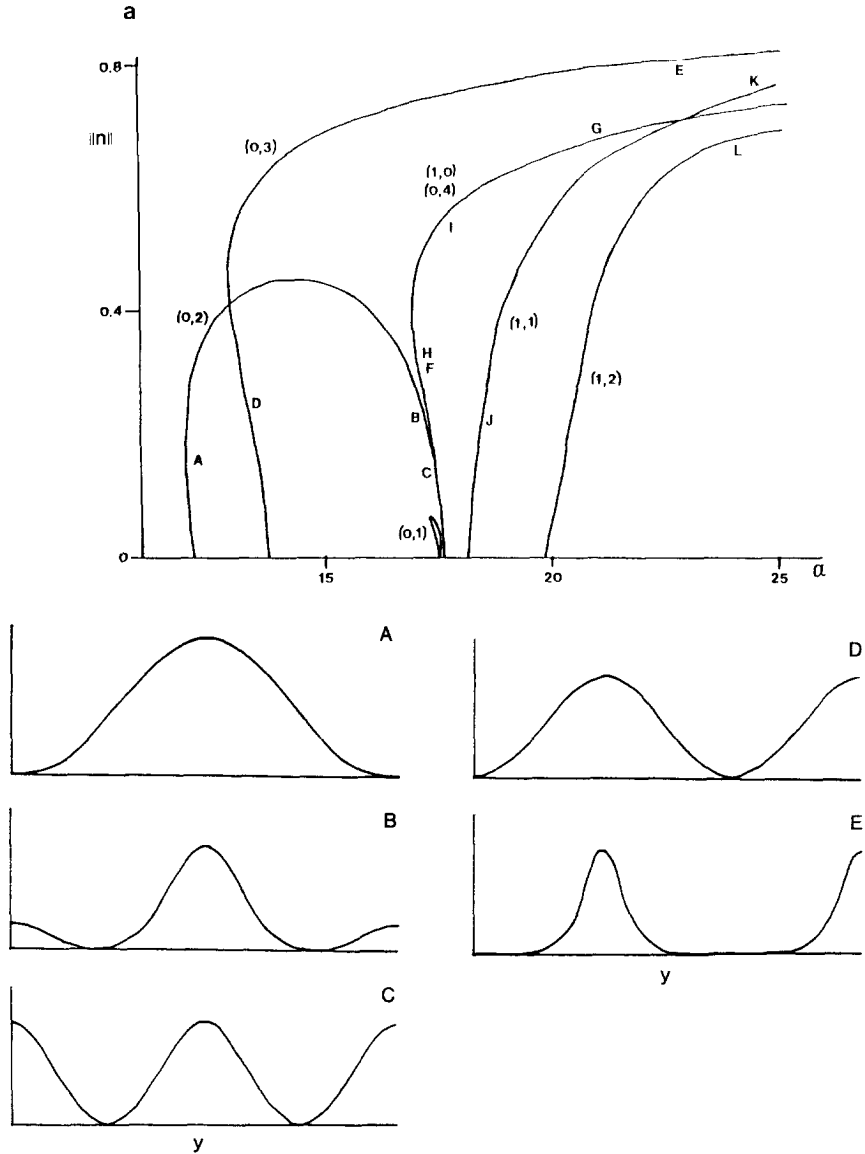 a
0.8
E
K
||n||
(0,3)
G
(1,0)
(0,4)
L
I
0.4
(0,2)
(1,1)
H
F
(1,2)
D
B
J
A
C
(0,1)
0
15
20
25
α
A
D
B
E
y
C
y